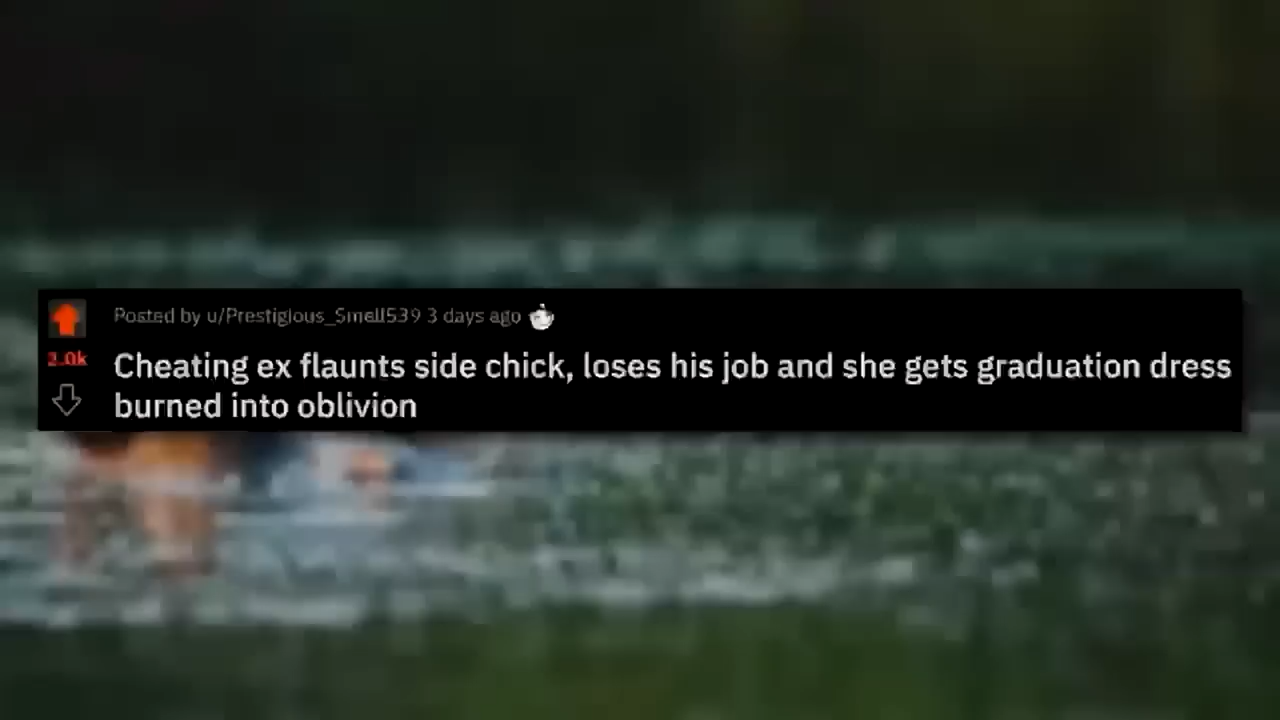 Posted by u/Prestigious_Smell539 3 days ago
Cheating ex flaunts side chick, loses his job and she gets graduation dress
burned into oblivion